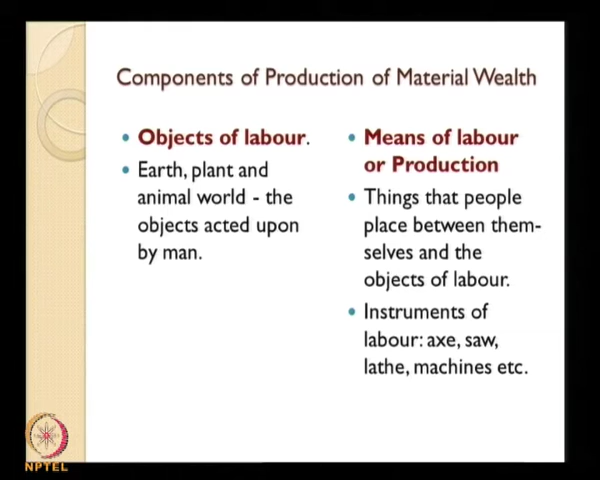 Components of Production of Material Wealth
• Objects of labour.
• Earth, plant and
animal world - the
objects acted upon
by man.
• Means of labour
or Production
• Things that people
place between them-
selves and the
objects of labour.
• Instruments of
labour: axe, saw,
lathe, machines etc.
NPTEL